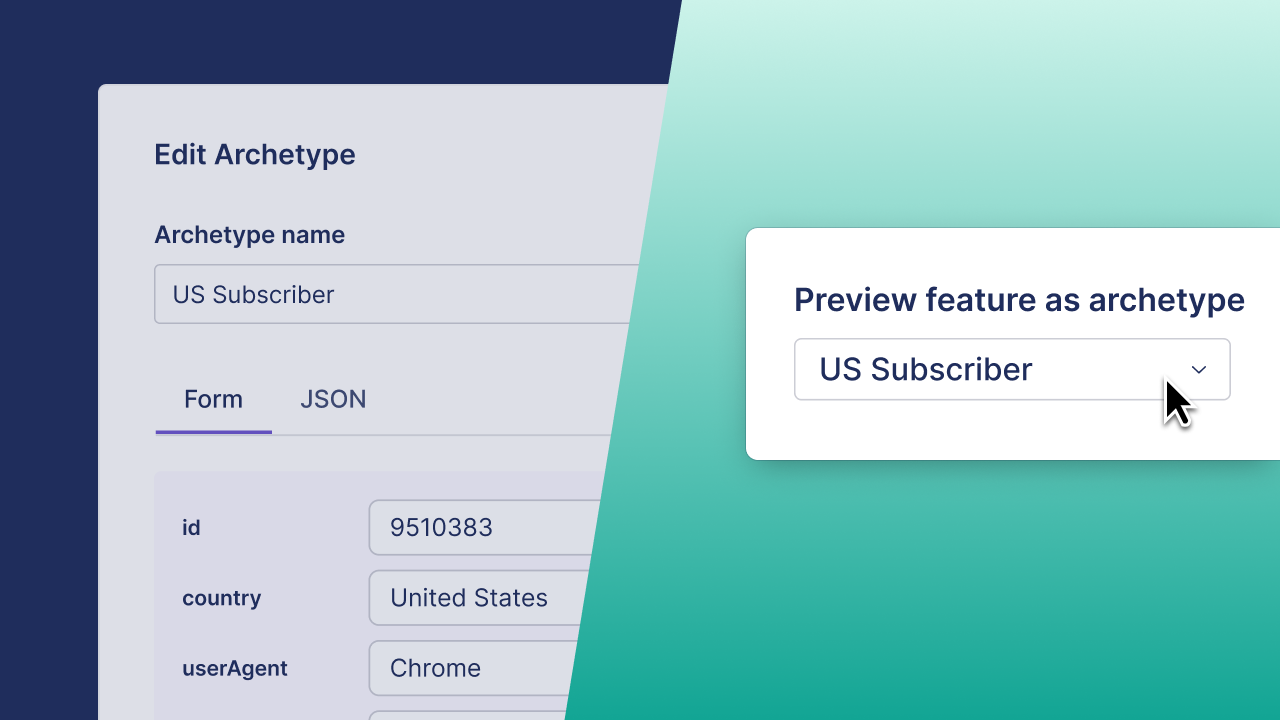 Edit Archetype
Archetype name
US Subscriber
Form JSON
id 9510383
country United States
userAgent Chrome
Preview feature as archetype
US Subscriber